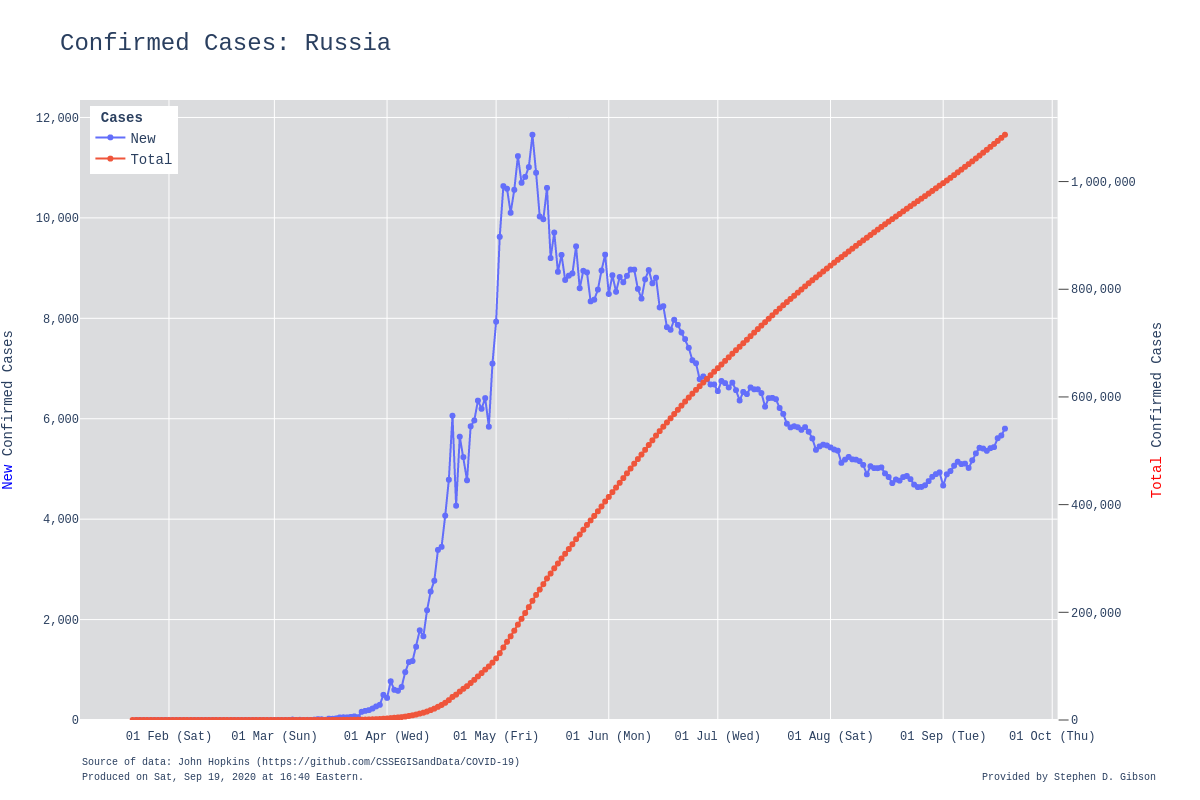 Confirmed Cases: Russia
Cases
New
Total
12,000
10,000
8,000
6,000
4,000
2,000
0
New Confirmed Cases
1,000,000
800,000
600,000
400,000
200,000
0
Total Confirmed Cases
01 Feb (Sat) 01 Mar (Sun) 01 Apr (Wed) 01 May (Fri) 01 Jun (Mon) 01 Jul (Wed) 01 Aug (Sat) 01 Sep (Tue) 01 Oct (Thu)
Source of data: John Hopkins (https://github.com/CSSEGISandData/COVID-19)
Produced on Sat, Sep 19, 2020 at 16:40 Eastern.
Provided by Stephen D. Gibson